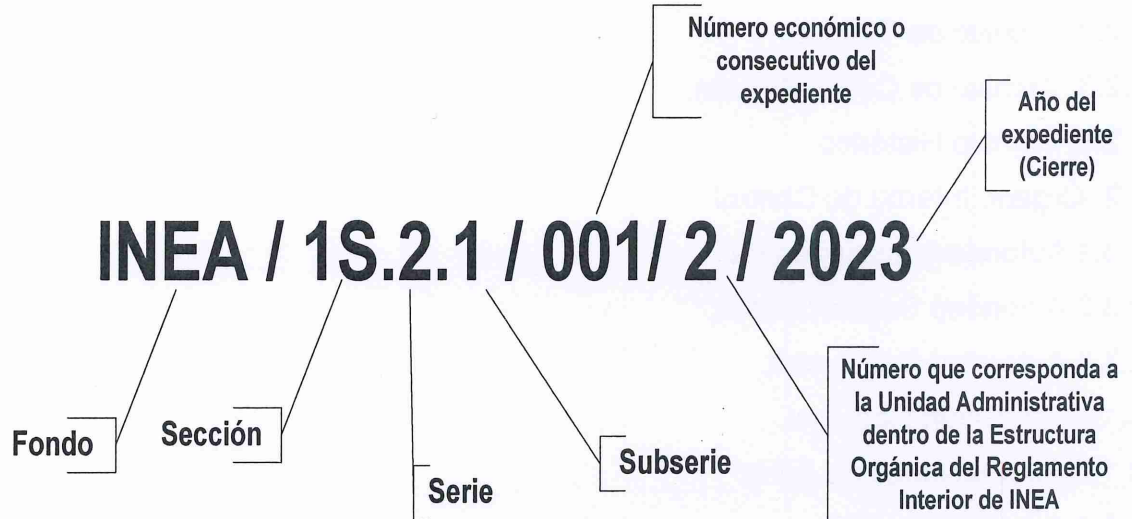 Número económico o
consecutivo del
expediente
Año del
expediente
(Cierre)
INEA / 1S.2.1 / 001/ 2 / 2023
Fondo
Sección
Serie
Subserie
Número que corresponda a
la Unidad Administrativa
dentro de la Estructura
Orgánica del Reglamento
Interior de INEA